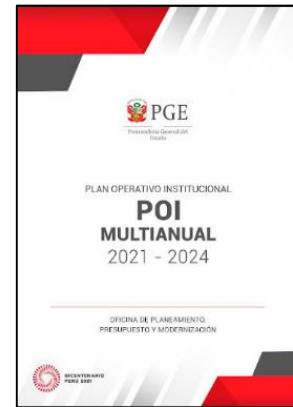 PGE
Procuraduría General del
Estado
PLAN OPERATIVO INSTITUCIONAL
POI
MULTIANUAL
2021 - 2024
OFICINA DE PLANEAMIENTO,
PRESUPUESTO Y MODERNIZACIÓN
BICENTENARIO
PERÚ 2021